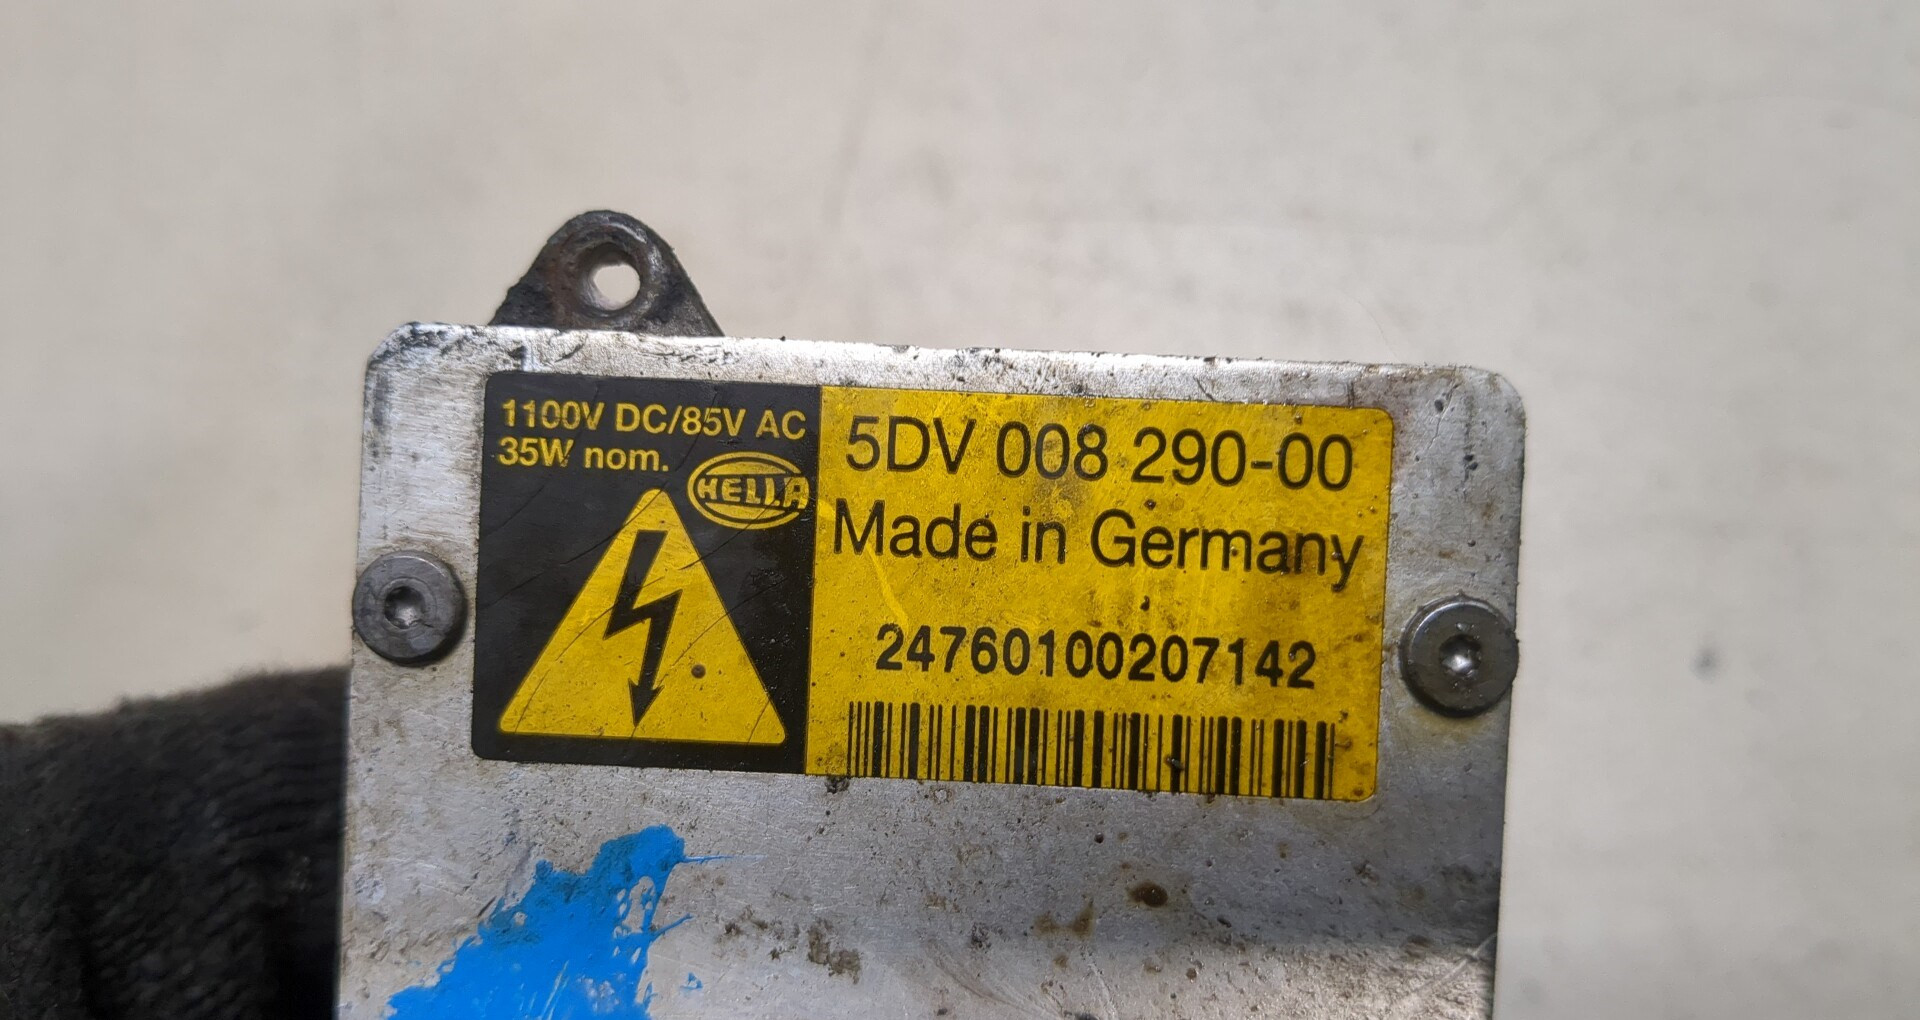 1100V DC/85V AC
35W nom.
HELLA
5DV 008 290-00
Made in Germany
24760100207142